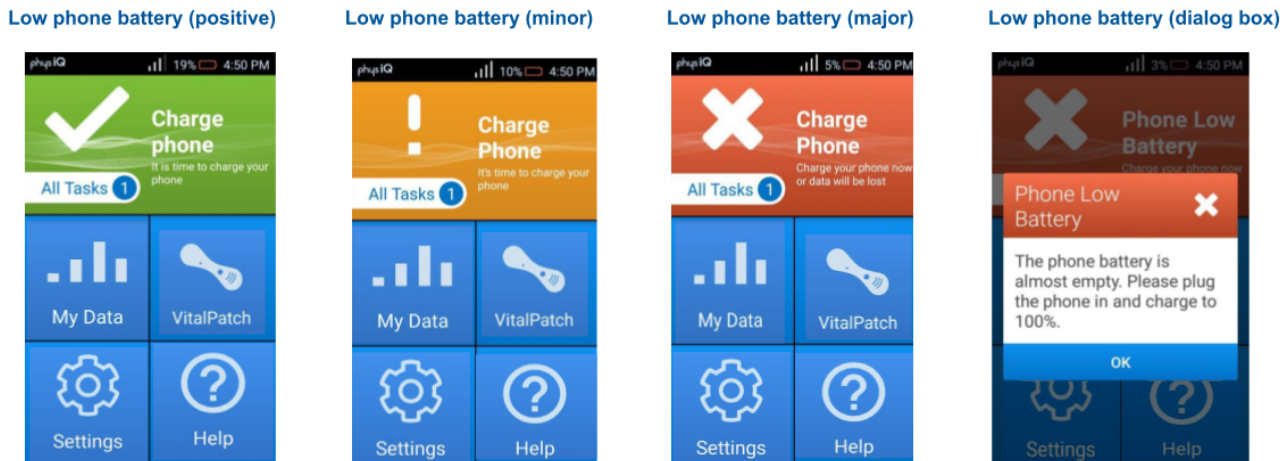 Low phone battery (positive)
physIQ 19% 4:50 PM
Charge
phone
It is time to charge your
phone
All Tasks 1
My Data
VitalPatch
Settings
Help
Low phone battery (minor)
physIQ 10% 4:50 PM
Charge
Phone
it's time to charge your
phone
All Tasks 1
My Data
VitalPatch
Settings
Help
Low phone battery (major)
physIQ 5% 4:50 PM
Charge
Phone
Charge your phone now
or data will be lost
All Tasks 1
My Data
VitalPatch
Settings
Help
Low phone battery (dialog box)
physIQ 3% 4:50 PM
Phone Low
Battery
Charge your phone now
Phone Low
Battery
The phone battery is
almost empty. Please plug
the phone in and charge to
100%.
OK
Settings
Help